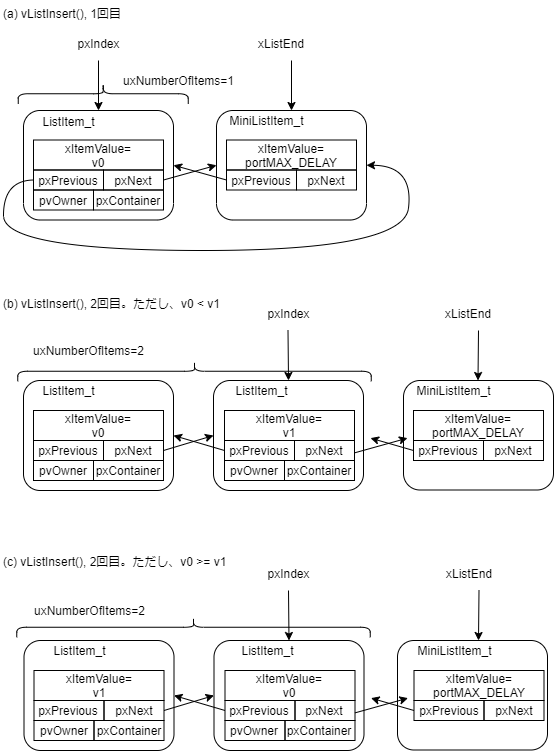 (a) vListInsert(), 1回目
pxIndex
xListEnd
uxNumberOfItems=1
ListItem_t
MiniListItem_t
xItemValue=
v0
xItemValue=
portMAX_DELAY
pxPrevious
pxNext
pxPrevious
pxNext
pvOwner
pxContainer
(b) vListInsert(), 2回目。ただし、v0 < v1
pxIndex
xListEnd
uxNumberOfItems=2
ListItem_t
ListItem_t
MiniListItem_t
xItemValue=
v0
xItemValue=
v1
xItemValue=
portMAX_DELAY
pxPrevious
pxNext
pxPrevious
pxNext
pxPrevious
pxNext
pvOwner
pxContainer
pvOwner
pxContainer
(c) vListInsert(), 2回目。ただし、v0 >= v1
pxIndex
xListEnd
uxNumberOfItems=2
ListItem_t
ListItem_t
MiniListItem_t
xItemValue=
v1
xItemValue=
v0
xItemValue=
portMAX_DELAY
pxPrevious
pxNext
pxPrevious
pxNext
pxPrevious
pxNext
pvOwner
pxContainer
pvOwner
pxContainer